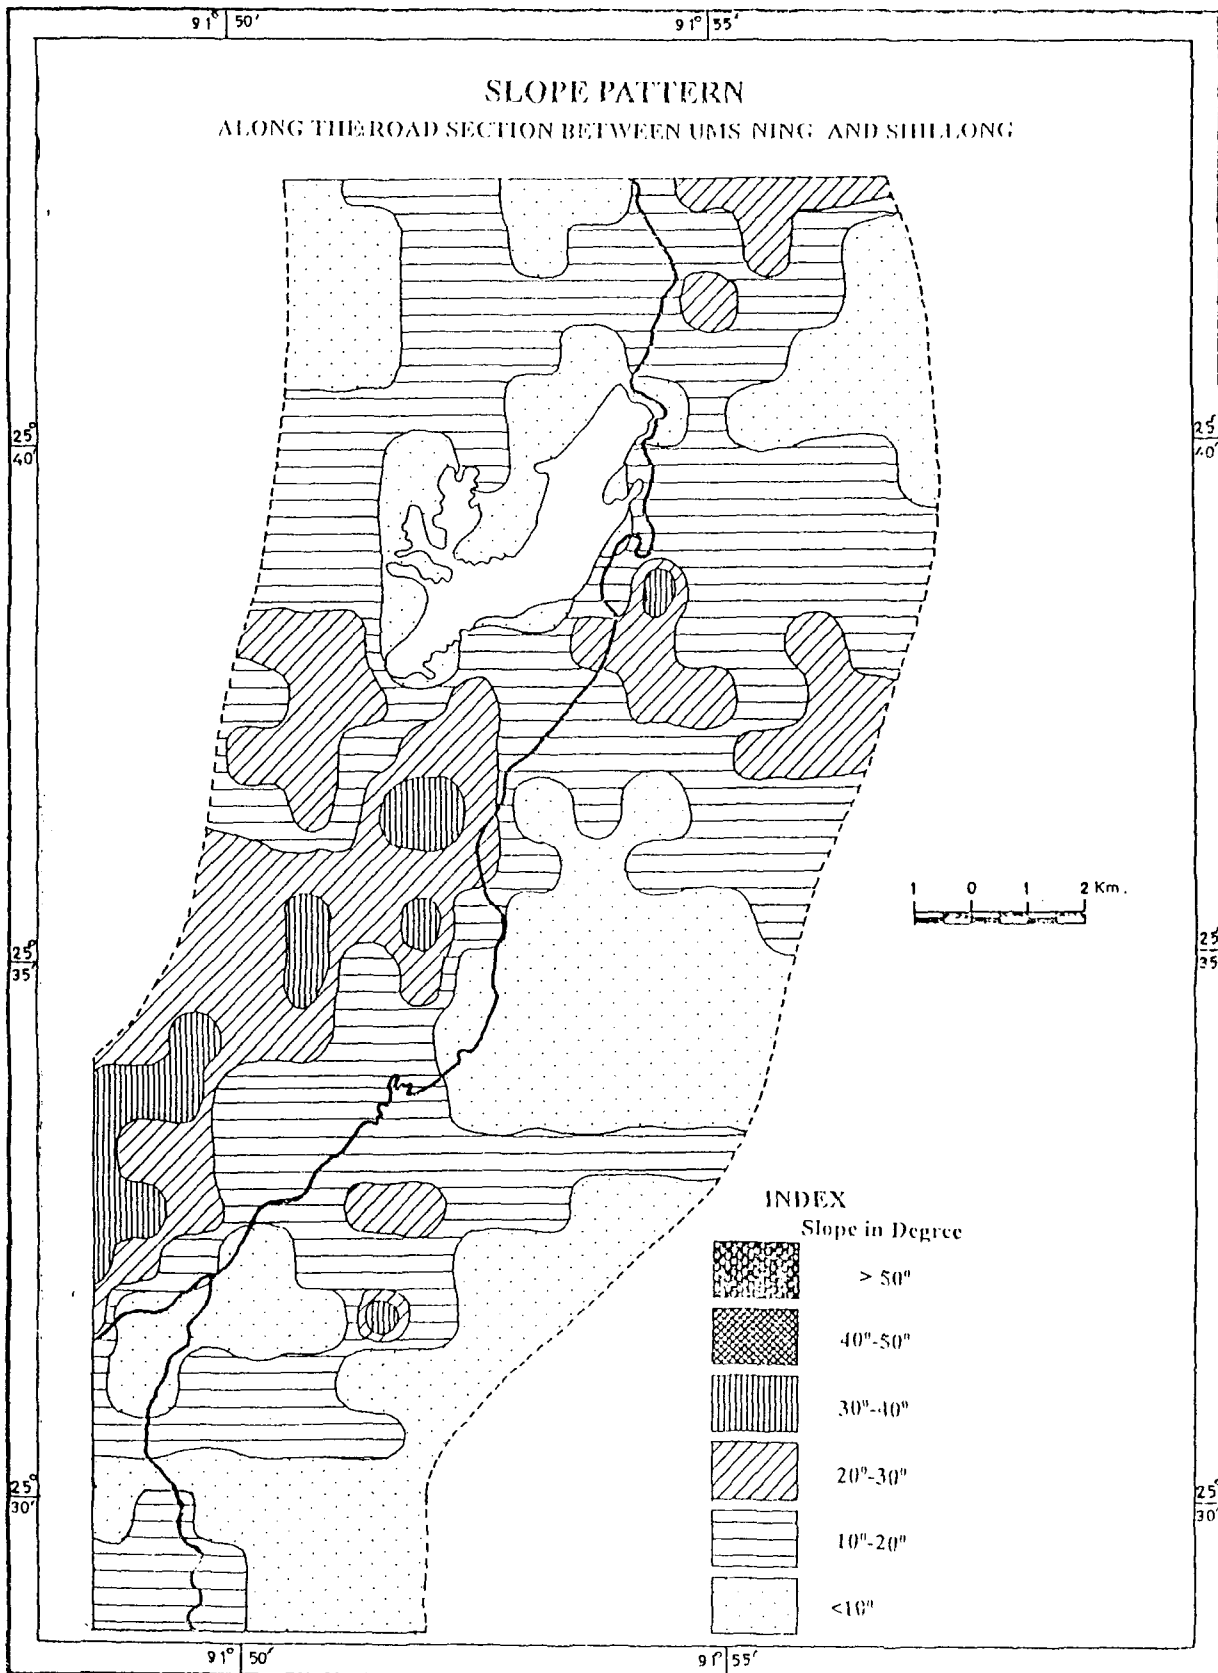 91° 50′ 91° 55′
SLOPE PATTERN
ALONG THE ROAD SECTION BETWEEN UMS NING AND SHILLONG
25° 40′ 25° 40′
1 0 1 2 Km.
25° 35′ 25° 35′
INDEX
Slope in Degree
> 50°
40°-50°
30°-40°
20°-30°
10°-20°
<10°
25° 30′ 25° 30′
91° 50′ 91° 55′